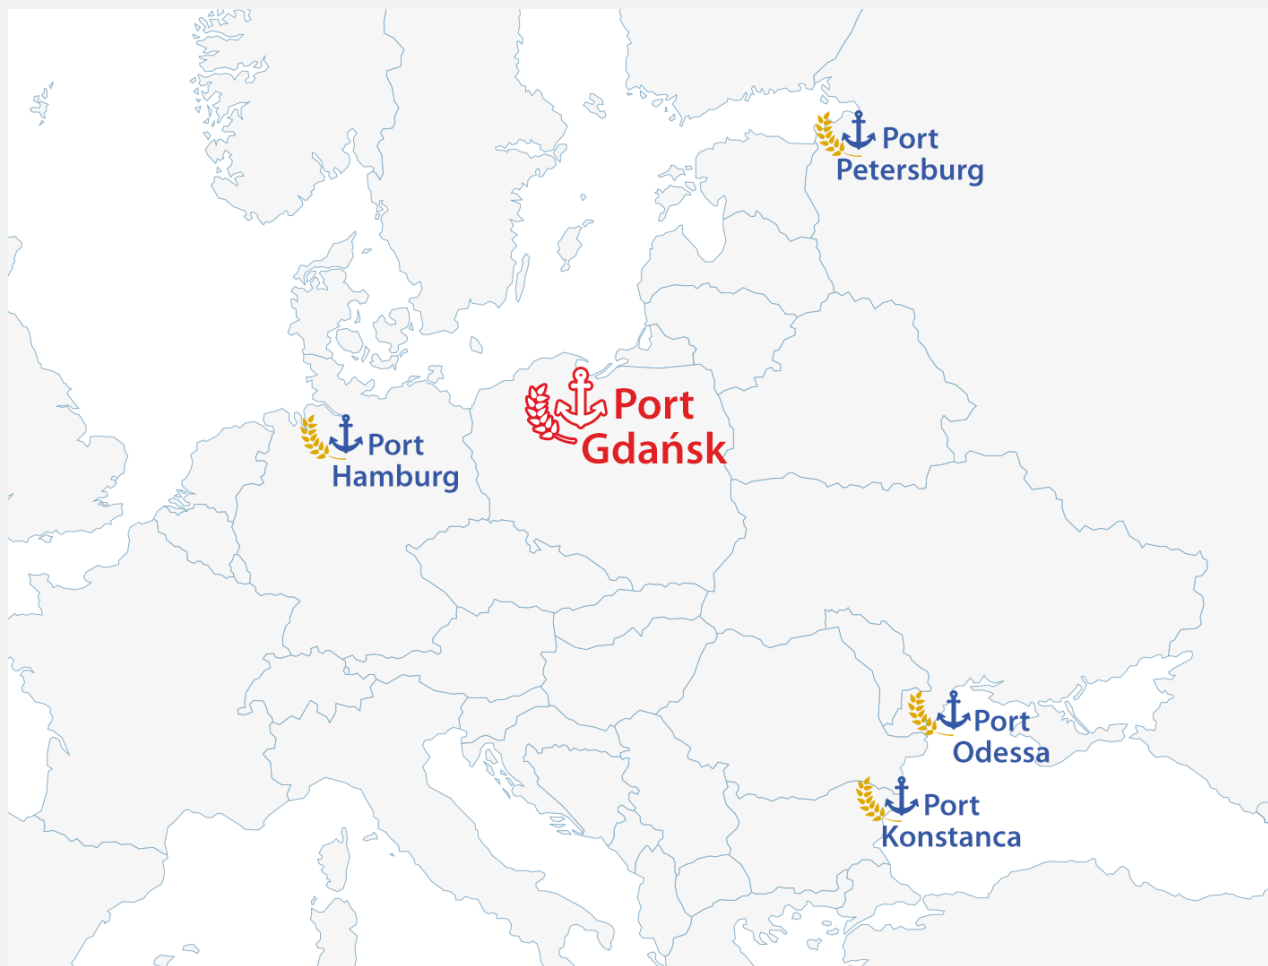 Port
Petersburg
Port
Gdańsk
Port
Hamburg
Port
Odessa
Port
Konstanca